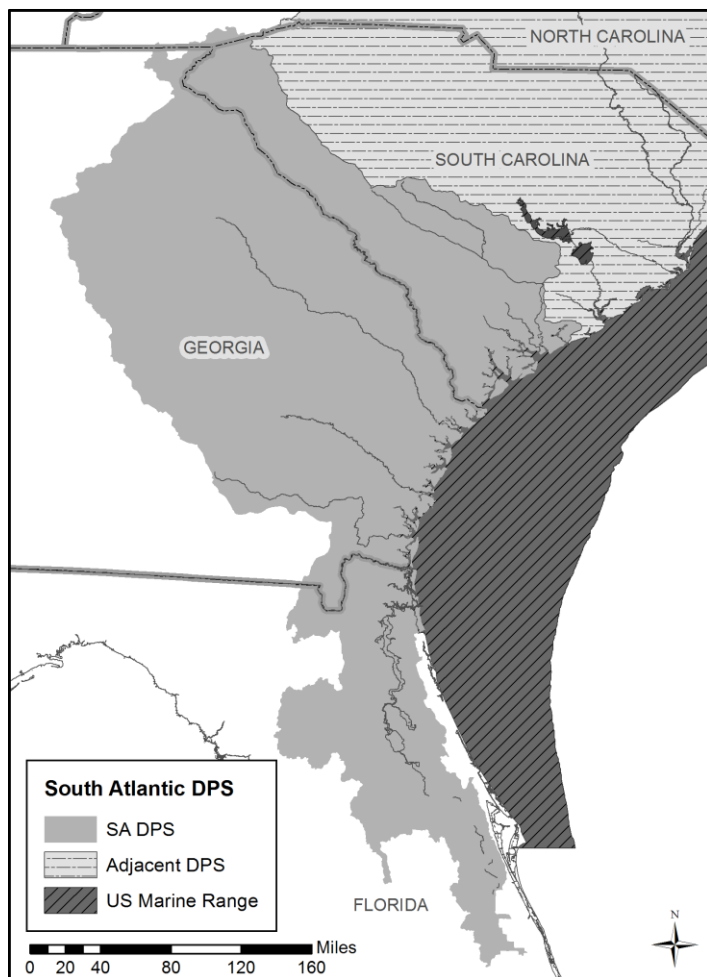 NORTH CAROLINA
SOUTH CAROLINA
GEORGIA
South Atlantic DPS
SA DPS
Adjacent DPS
US Marine Range
FLORIDA
N
Miles
0 20 40 80 120 160